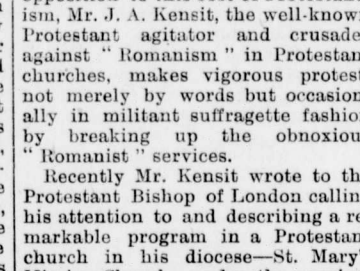 ism, Mr. J. A. Kensit, the well-know
Protestant agitator and crusade
against " Romanism " in Protestan
churches, makes vigorous protes
not merely by words but occasion
ally in militant suffragette fashio
by breaking up the obnoxiou
" Romanist " services.
Recently Mr. Kensit wrote to th
Protestant Bishop of London callin
his attention to and describing a re
markable program in a Protestan
church in his diocese—St. Mary'